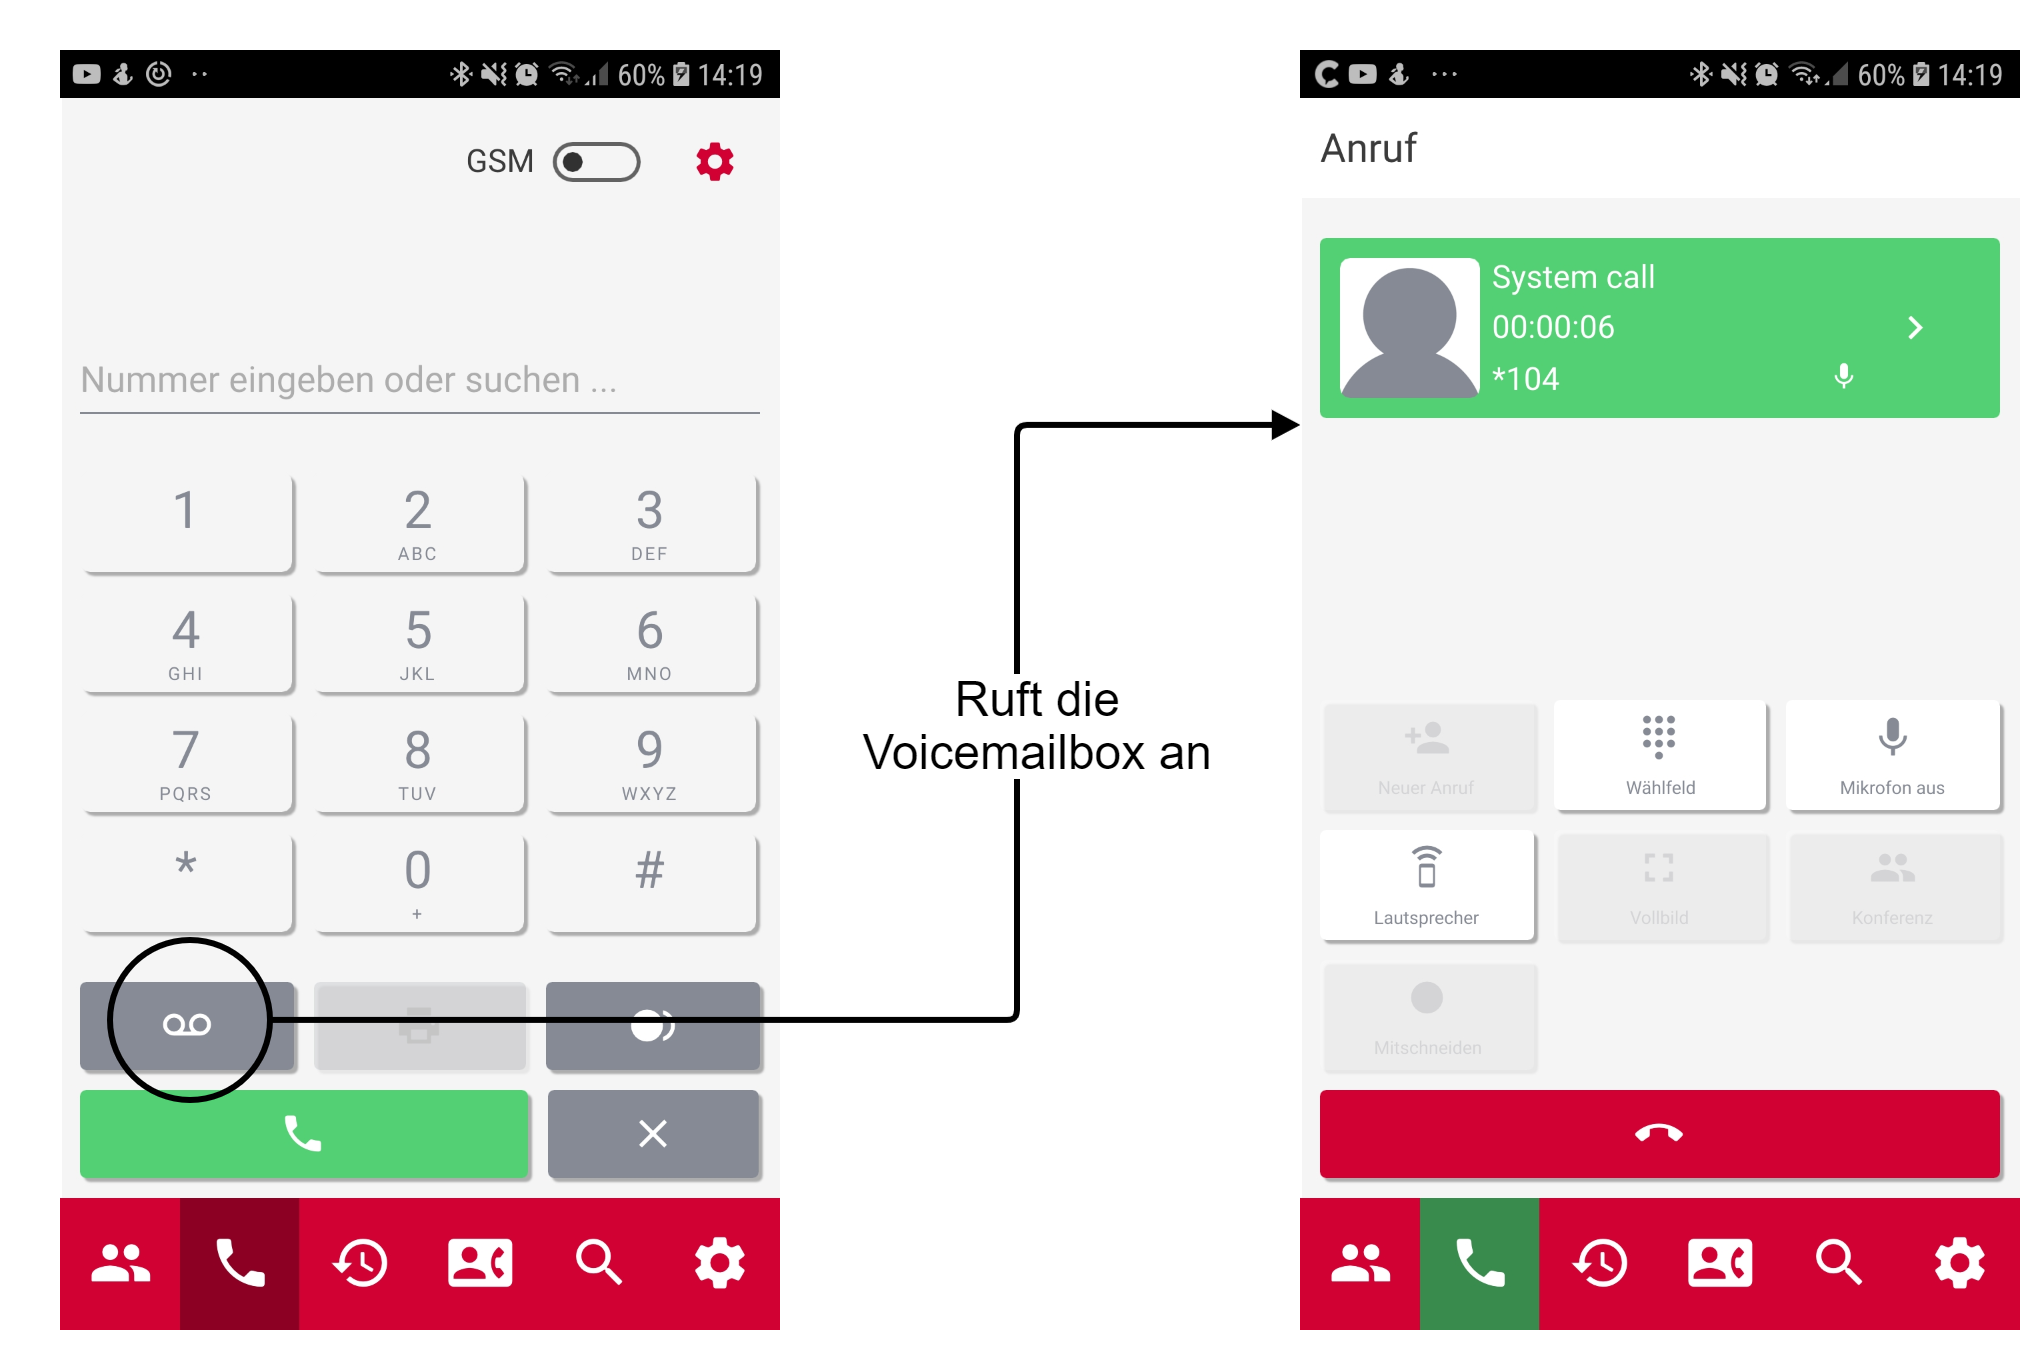 60% 14:19
GSM
Nummer eingeben oder suchen ...
1 2 3
ABC DEF
4 5 6
GHI JKL MNO
7 8 9
PQRS TUV WXYZ
* 0 #
+
Ruft die
Voicemailbox an
60% 14:19
Anruf
System call
00:00:06
*104
Neuer Anruf Wählfeld Mikrofon aus
Lautsprecher Vollbild Konferenz
Mitschneiden